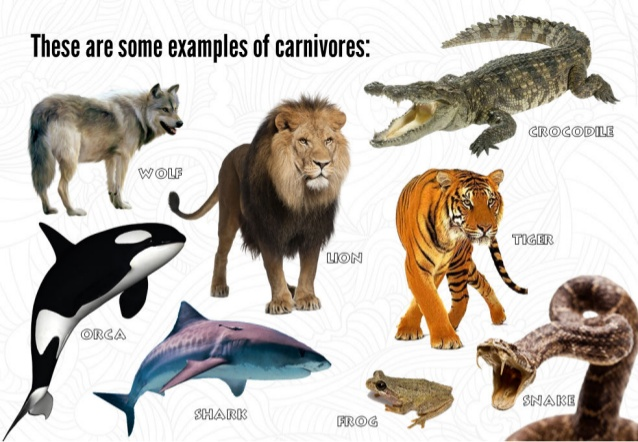 These are some examples of carnivores:
CROCODILE
WOLF
TIGER
LION
ORCA
SNAKE
SHARK
FROG